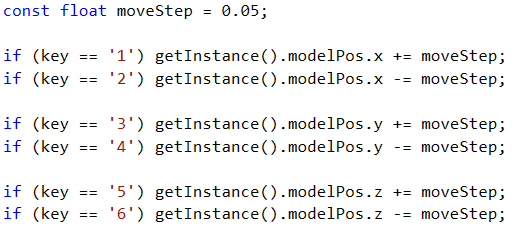 const float moveStep = 0.05;
if (key == '1') getInstance().modelPos.x += moveStep;
if (key == '2') getInstance().modelPos.x -= moveStep;
if (key == '3') getInstance().modelPos.y += moveStep;
if (key == '4') getInstance().modelPos.y -= moveStep;
if (key == '5') getInstance().modelPos.z += moveStep;
if (key == '6') getInstance().modelPos.z -= moveStep;